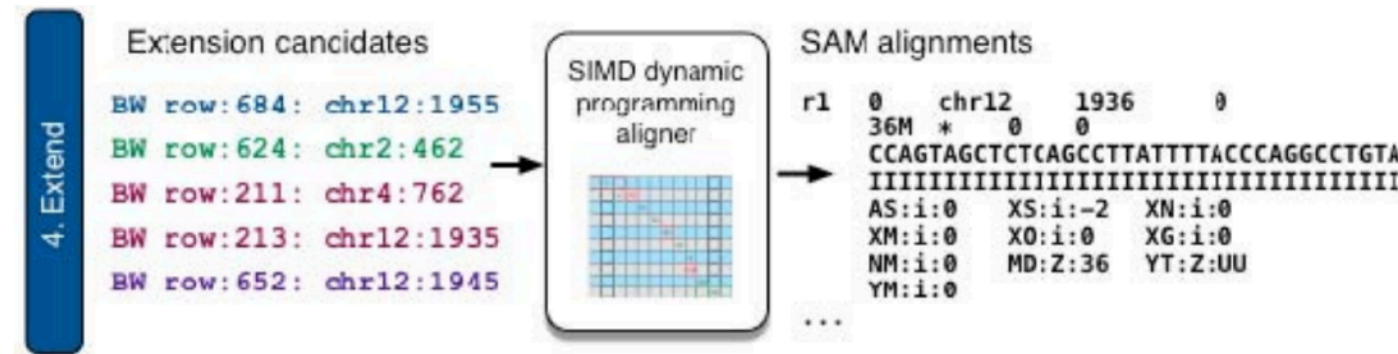 4. Extend
Extension candidates
BW row:684: chr12:1955
BW row:624: chr2:462
BW row:211: chr4:762
BW row:213: chr12:1935
BW row:652: chr12:1945
SIMD dynamic
programming
aligner
SAM alignments
r1 0 chr12 1936 0
36M * 0 0
CCAGTAGCTCTCAGCCTTATTTTACCCAGGCCTGTA
IIIIIIIIIIIIIIIIIIIIIIIIIIIIIIIIIIII
AS:i:0 XS:i:-2 XN:i:0
XM:i:0 XO:i:0 XG:i:0
NM:i:0 MD:Z:36 YT:Z:UU
YM:i:0
...